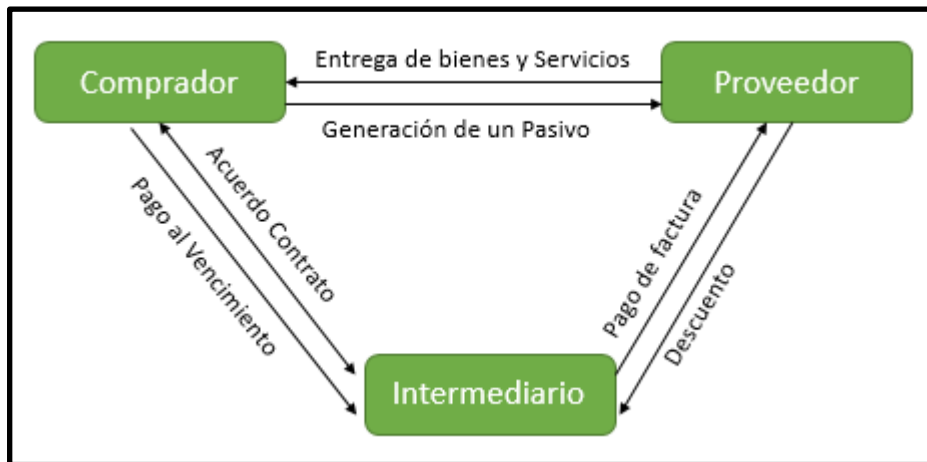 Entrega de bienes y Servicios
Comprador
Proveedor
Generación de un Pasivo
Acuerdo Contrato
Pago al Vencimiento
Pago de factura
Descuento
Intermediario